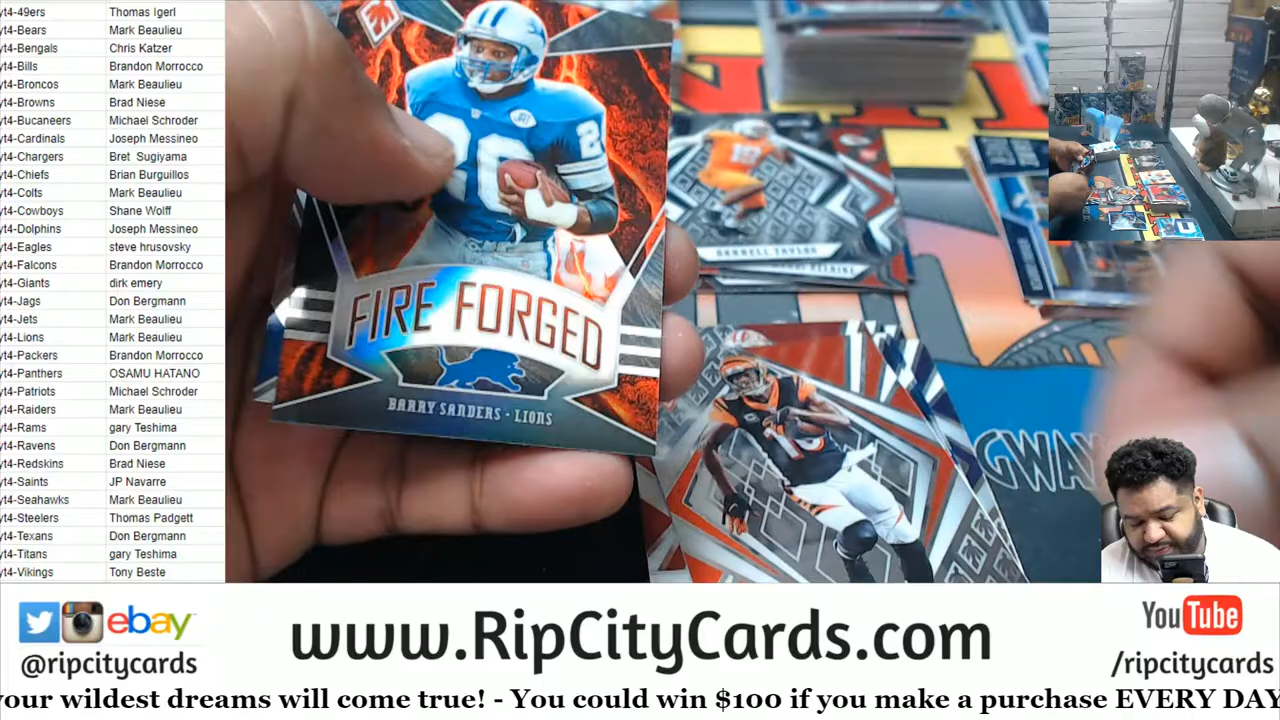 yt4-49ers Thomas Igerl
yt4-Bears Mark Beaulieu
yt4-Bengals Chris Katzer
yt4-Bills Brandon Morrocco
yt4-Broncos Mark Beaulieu
yt4-Browns Brad Niese
yt4-Bucaneers Michael Schroder
yt4-Cardinals Joseph Messineo
yt4-Chargers Bret Sugiyama
yt4-Chiefs Brian Burguillos
yt4-Colts Mark Beaulieu
yt4-Cowboys Shane Wolff
yt4-Dolphins Joseph Messineo
yt4-Eagles steve hrusovsky
yt4-Falcons Brandon Morrocco
yt4-Giants dirk emery
yt4-Jags Don Bergmann
yt4-Jets Mark Beaulieu
yt4-Lions Mark Beaulieu
yt4-Packers Brandon Morrocco
yt4-Panthers OSAMU HATANO
yt4-Patriots Michael Schroder
yt4-Raiders Mark Beaulieu
yt4-Rams gary Teshima
yt4-Ravens Don Bergmann
yt4-Redskins Brad Niese
yt4-Saints JP Navarre
yt4-Seahawks Mark Beaulieu
yt4-Steelers Thomas Padgett
yt4-Texans Don Bergmann
yt4-Titans gary Teshima
yt4-Vikings Tony Beste
20
FIRE FORGED
BARRY SANDERS · LIONS
DARRELL TAYLOR
GWAY
ebay
@ripcitycards
www.RipCityCards.com
YouTube
/ripcitycards
your wildest dreams will come true! - You could win $100 if you make a purchase EVERY DAY